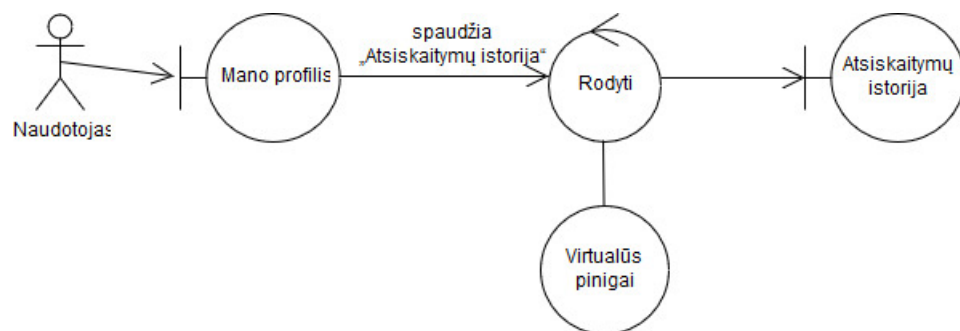 Naudotojas
Mano profilis
spaudžia
„Atsiskaitymų istorija“
Rodyti
Atsiskaitymų
istorija
Virtualūs
pinigai